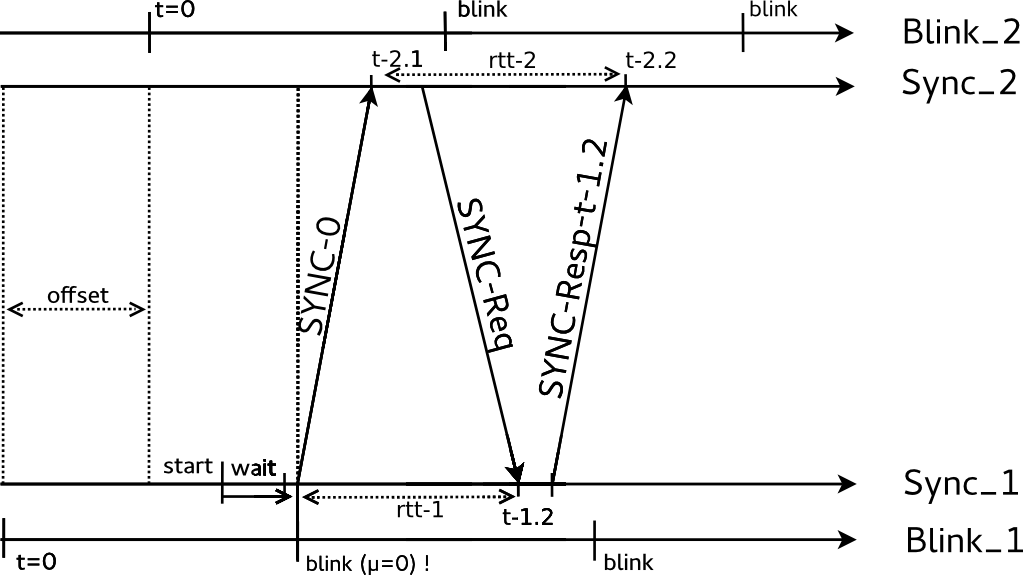 t=0
blink
blink
Blink_2
t-2.1
rtt-2
t-2.2
Sync_2
SYNC-0
SYNC-Req
SYNC-Resp-t-1.2
offset
start
wait
Sync_1
rtt-1
t-1.2
Blink_1
t=0
blink (μ=0) !
blink